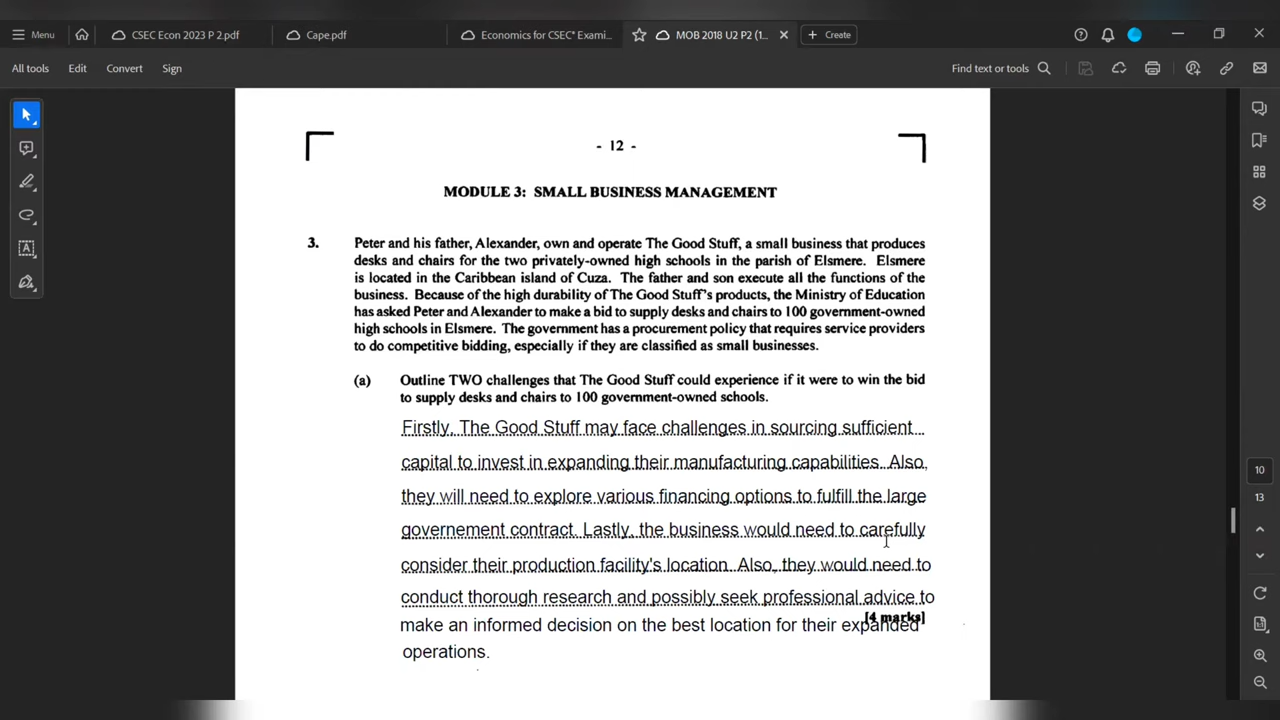 Menu
CSEC Econ 2023 P 2.pdf
Cape.pdf
Economics for CSEC® Exami...
MOB 2018 U2 P2 (1...
Create
All tools
Edit
Convert
Sign
Find text or tools
- 12 -
MODULE 3: SMALL BUSINESS MANAGEMENT
3. Peter and his father, Alexander, own and operate The Good Stuff, a small business that produces
desks and chairs for the two privately-owned high schools in the parish of Elsmere. Elsmere
is located in the Caribbean island of Cuza. The father and son execute all the functions of the
business. Because of the high durability of The Good Stuff's products, the Ministry of Education
has asked Peter and Alexander to make a bid to supply desks and chairs to 100 government-owned
high schools in Elsmere. The government has a procurement policy that requires service providers
to do competitive bidding, especially if they are classified as small businesses.
(a) Outline TWO challenges that The Good Stuff could experience if it were to win the bid
to supply desks and chairs to 100 government-owned schools.
Firstly, The Good Stuff may face challenges in sourcing sufficient
capital to invest in expanding their manufacturing capabilities. Also,
they will need to explore various financing options to fulfill the large
governement contract. Lastly, the business would need to carefully
consider their production facility's location. Also, they would need to
conduct thorough research and possibly seek professional advice to
[4 marks]
make an informed decision on the best location for their expanded
operations.
10
13